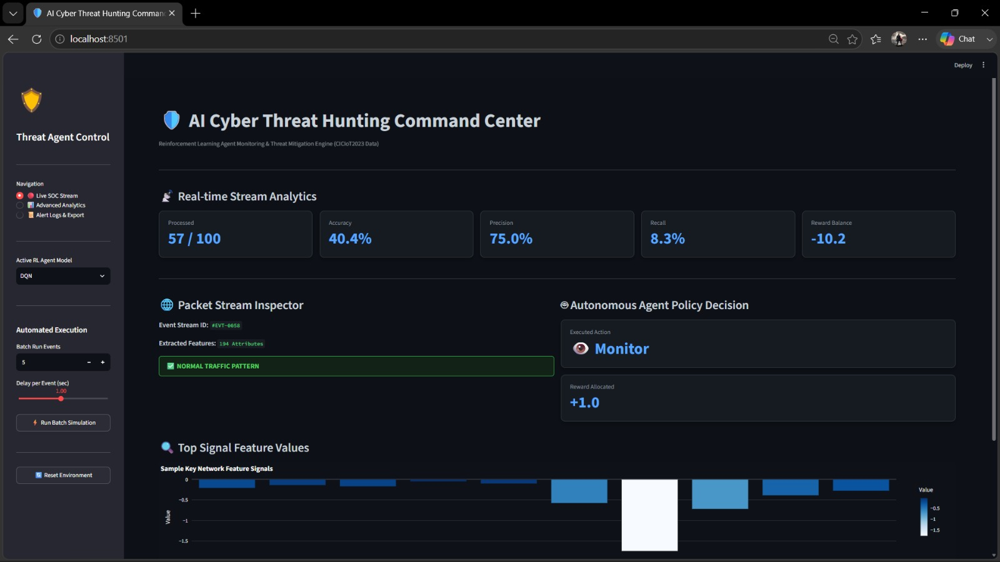 AI Cyber Threat Hunting Comman
localhost:8501
Chat
Deploy
Threat Agent Control
Navigation
Live SOC Stream
Advanced Analytics
Alert Logs & Export
Active RL Agent Model
DQN
Automated Execution
Batch Run Events
5
Delay per Event (sec)
1.00
Run Batch Simulation
Reset Environment
AI Cyber Threat Hunting Command Center
Reinforcement Learning Agent Monitoring & Threat Mitigation Engine (CICIoT2023 Data)
Real-time Stream Analytics
Processed
57 / 100
Accuracy
40.4%
Precision
75.0%
Recall
8.3%
Reward Balance
-10.2
Packet Stream Inspector
Event Stream ID: #EVT-0058
Extracted Features: 194 Attributes
NORMAL TRAFFIC PATTERN
Autonomous Agent Policy Decision
Executed Action
Monitor
Reward Allocated
+1.0
Top Signal Feature Values
Sample Key Network Feature Signals
0
−0.5
−1
−1.5
Value
Value
−0.5
−1
−1.5